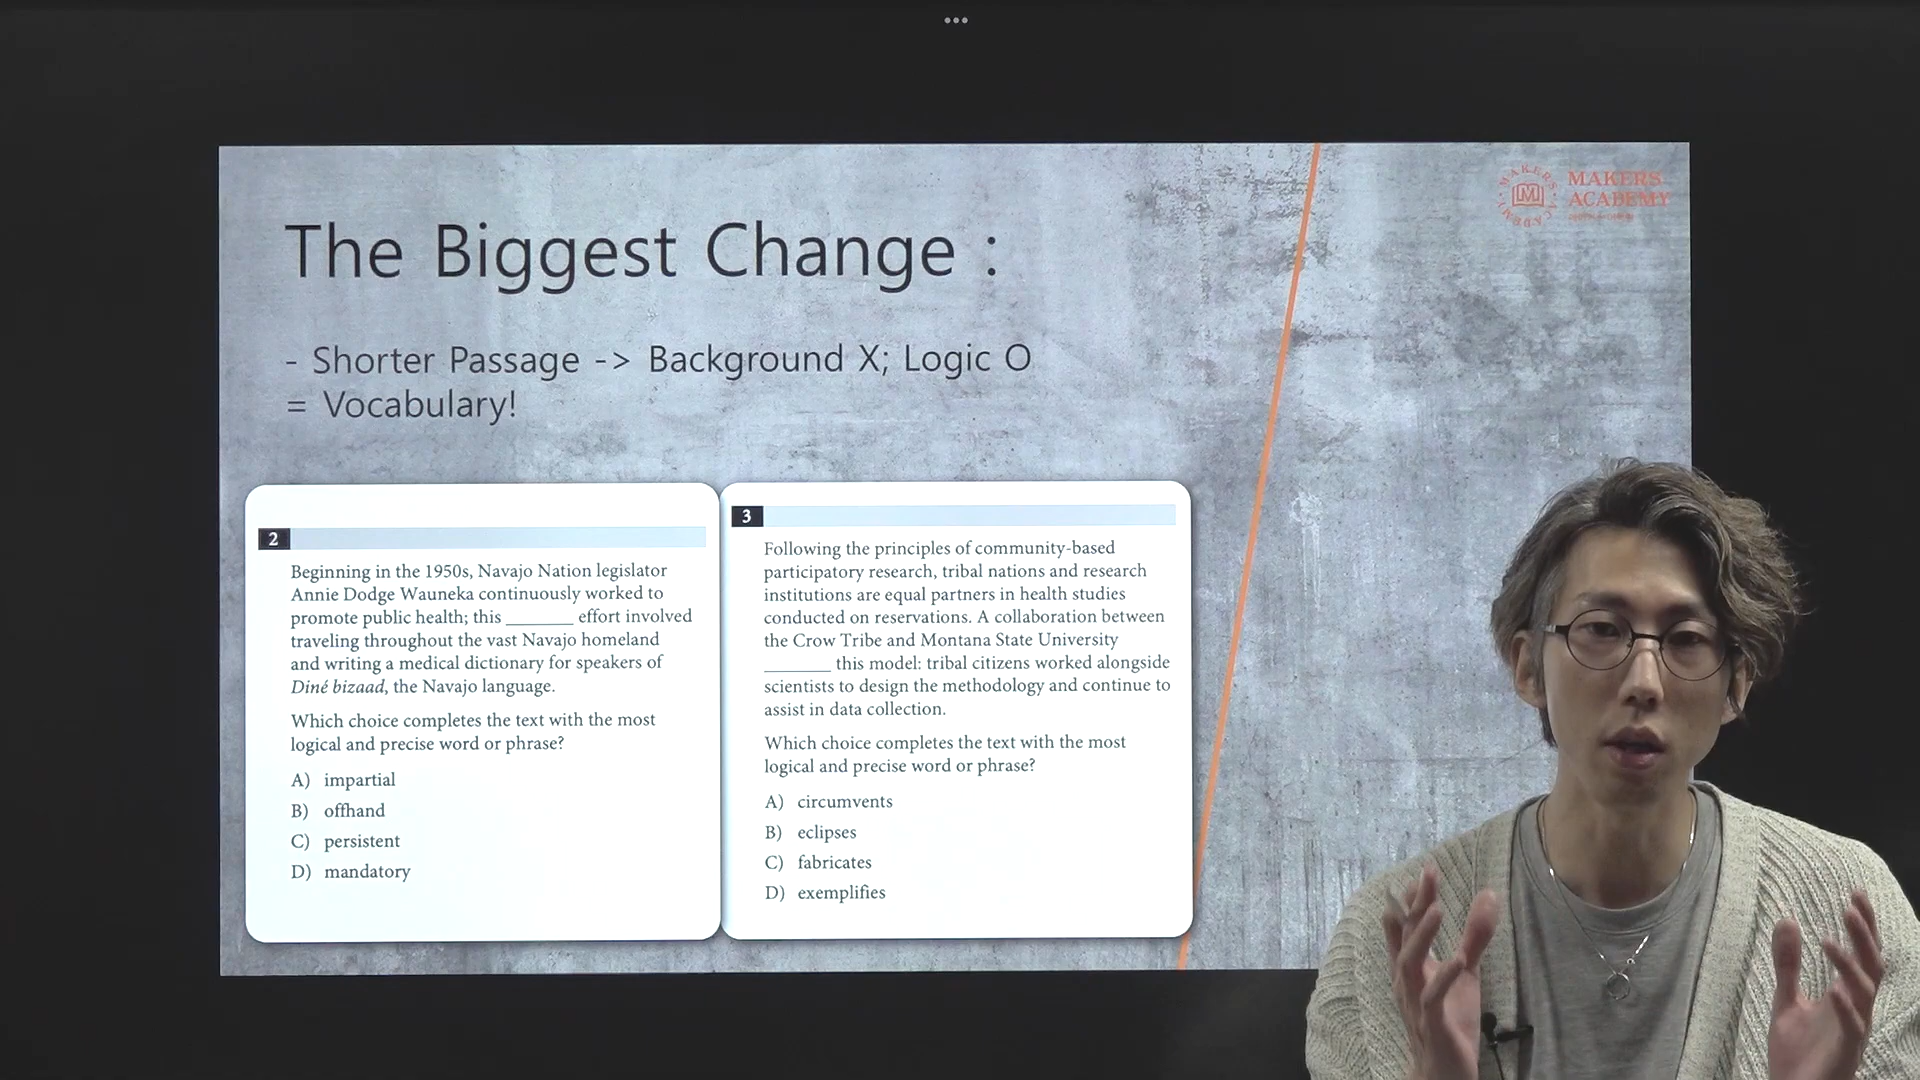 The Biggest Change :
- Shorter Passage -> Background X; Logic O
= Vocabulary!
MAKERS
ACADEMY
2
Beginning in the 1950s, Navajo Nation legislator
Annie Dodge Wauneka continuously worked to
promote public health; this _______ effort involved
traveling throughout the vast Navajo homeland
and writing a medical dictionary for speakers of
Diné bizaad, the Navajo language.
Which choice completes the text with the most
logical and precise word or phrase?
A) impartial
B) offhand
C) persistent
D) mandatory
3
Following the principles of community-based
participatory research, tribal nations and research
institutions are equal partners in health studies
conducted on reservations. A collaboration between
the Crow Tribe and Montana State University
_______ this model: tribal citizens worked alongside
scientists to design the methodology and continue to
assist in data collection.
Which choice completes the text with the most
logical and precise word or phrase?
A) circumvents
B) eclipses
C) fabricates
D) exemplifies